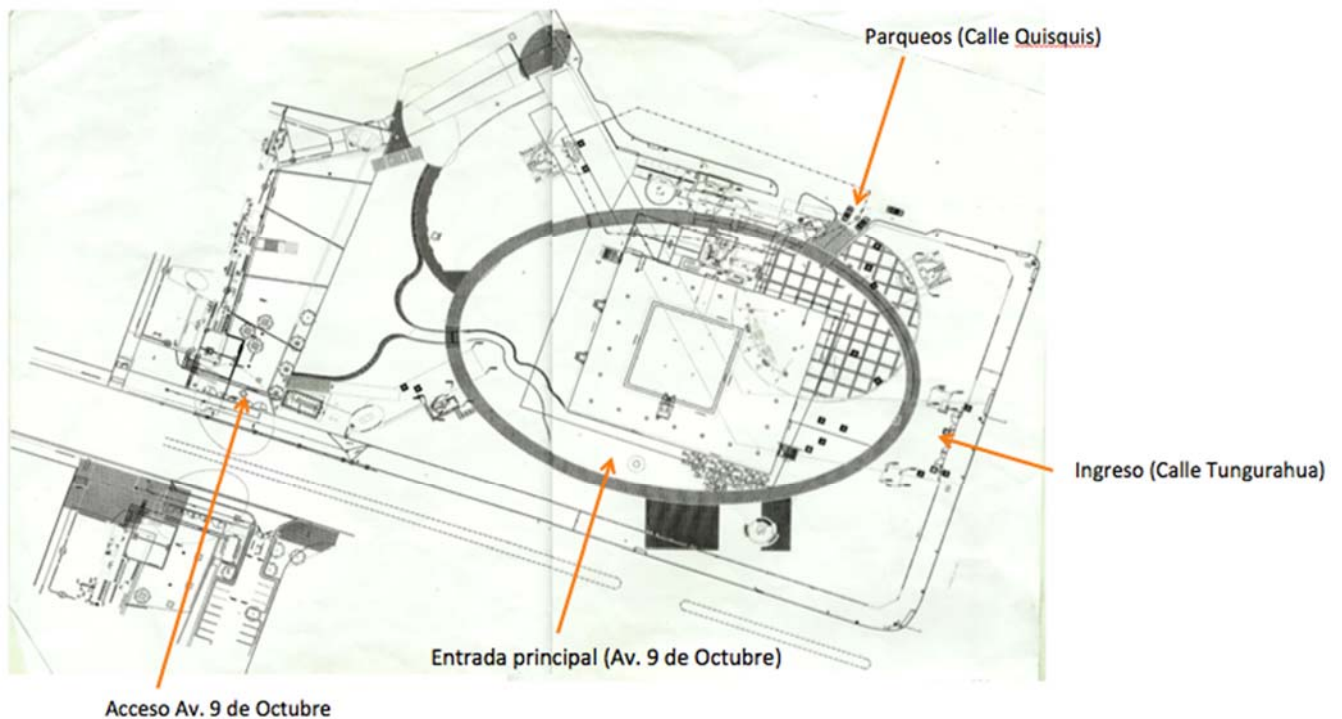 Parqueos (Calle Quisquis)
Ingreso (Calle Tungurahua)
Entrada principal (Av. 9 de Octubre)
Acceso Av. 9 de Octubre